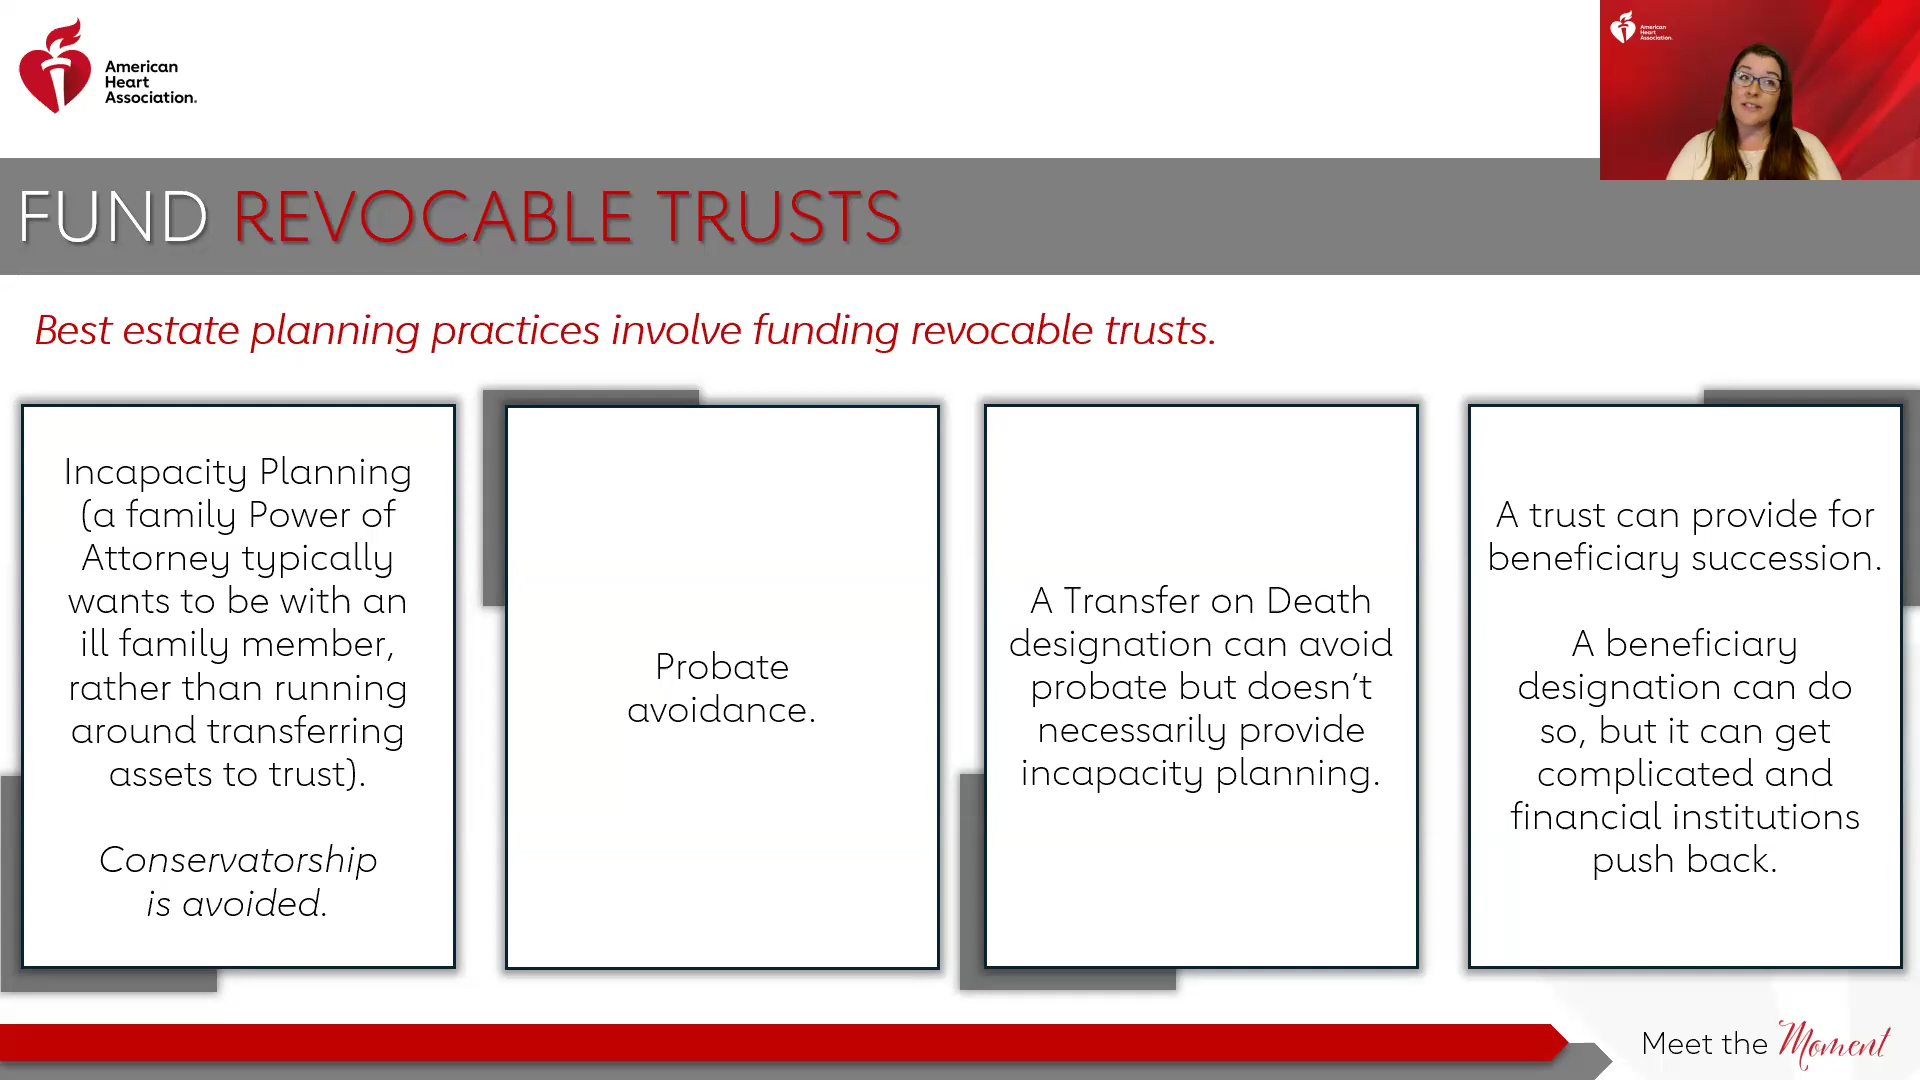 American
Heart
Association.
American
Heart
Association.
FUND REVOCABLE TRUSTS
Best estate planning practices involve funding revocable trusts.
Incapacity Planning
(a family Power of
Attorney typically
wants to be with an
ill family member,
rather than running
around transferring
assets to trust).
Conservatorship
is avoided.
Probate
avoidance.
A Transfer on Death
designation can avoid
probate but doesn’t
necessarily provide
incapacity planning.
A trust can provide for
beneficiary succession.
A beneficiary
designation can do
so, but it can get
complicated and
financial institutions
push back.
Meet the Moment